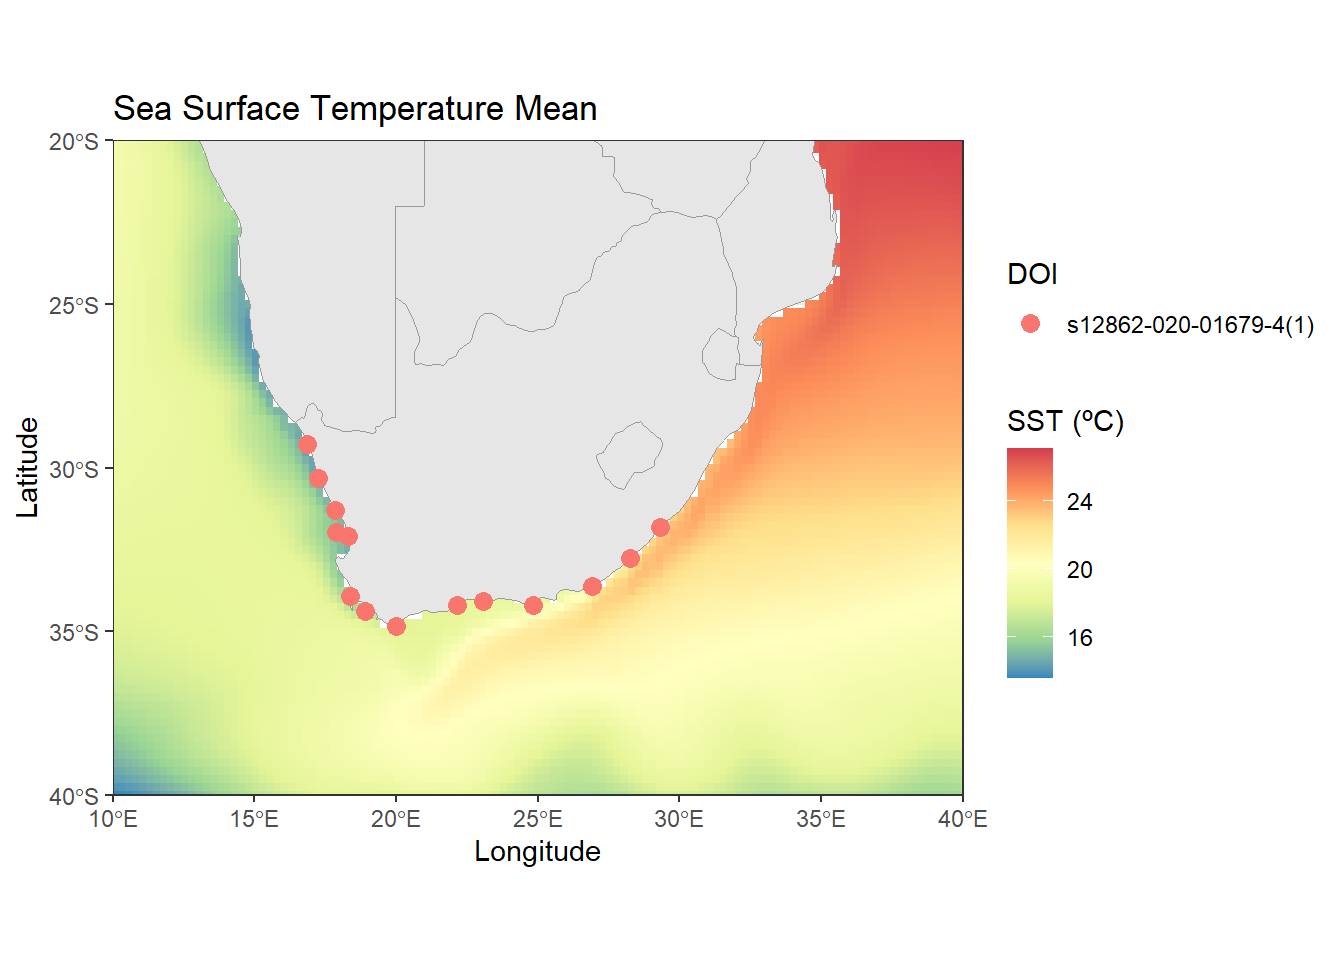 Sea Surface Temperature Mean
20°S
25°S
30°S
35°S
40°S
Latitude
10°E 15°E 20°E 25°E 30°E 35°E 40°E
Longitude
DOI
s12862-020-01679-4(1)
SST (ºC)
24
20
16